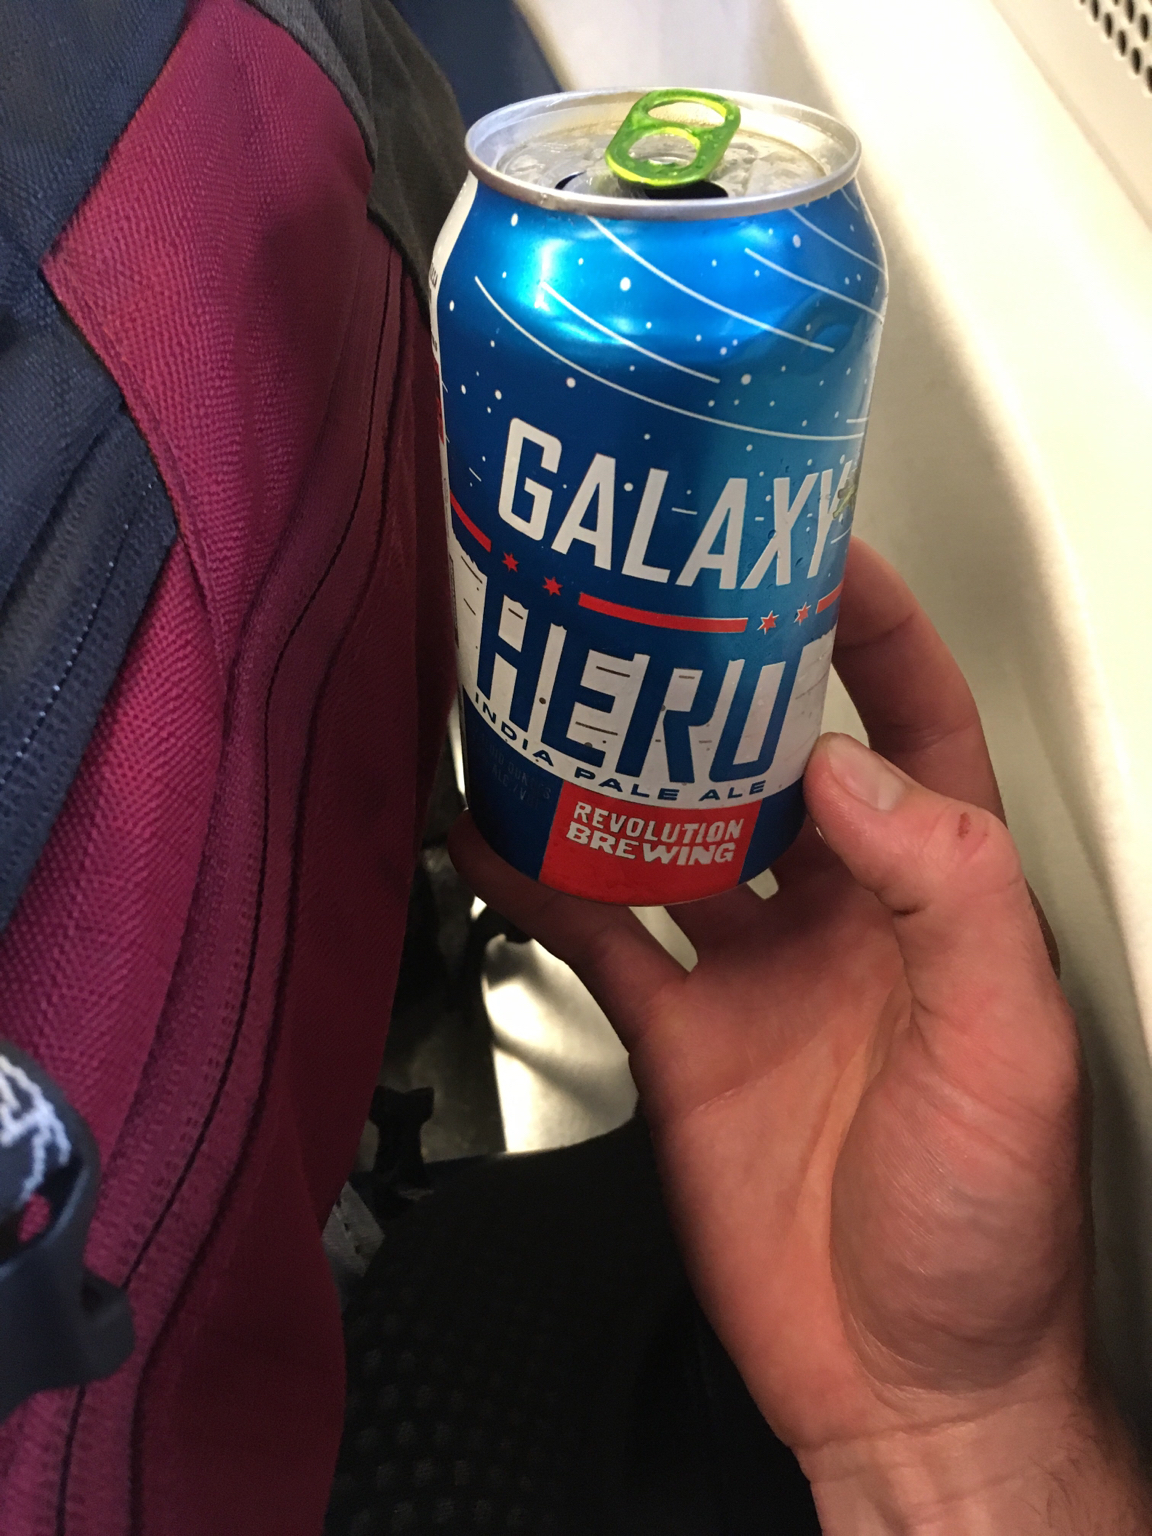 GALAXY
HERO
INDIA PALE ALE
REVOLUTION
BREWING